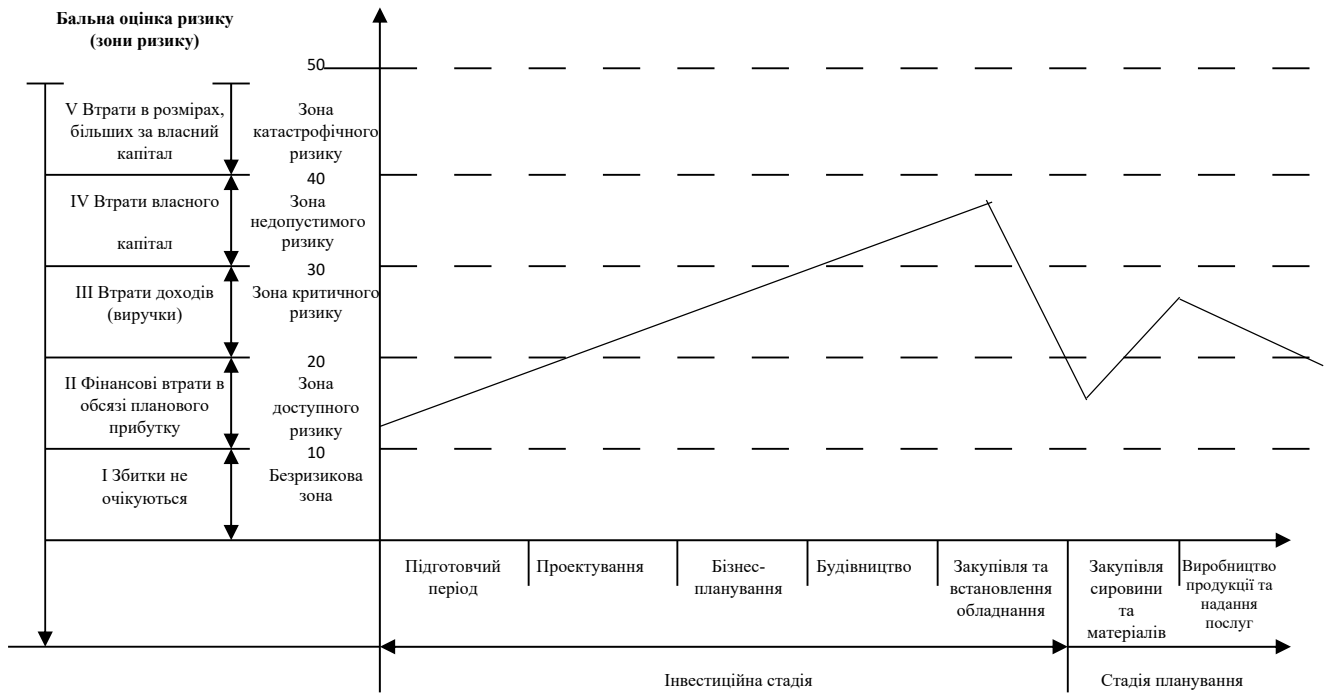 Бальна оцінка ризику
(зони ризику)
50
V Втрати в розмірах,
більших за власний
капітал
Зона
катастрофічного
ризику
40
IV Втрати власного
капітал
Зона
недопустимого
ризику
30
III Втрати доходів
(виручки)
Зона критичного
ризику
20
II Фінансові втрати в
обсязі планового
прибутку
Зона
доступного
ризику
10
I Збитки не
очікуються
Безризикова
зона
Підготовчий
період
Проектування
Бізнес-
планування
Будівництво
Закупівля та
встановлення
обладнання
Закупівля
сировини
та
матеріалів
Виробництво
продукції та
надання
послуг
Інвестиційна стадія
Стадія планування